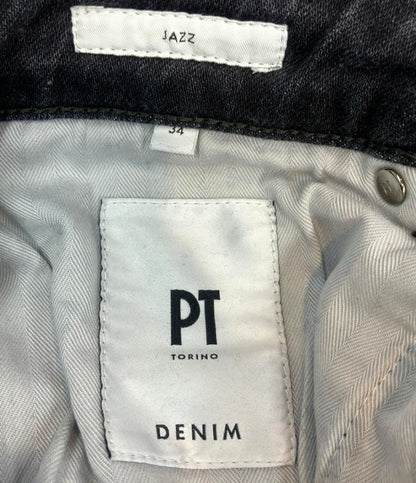 JAZZ
34
PT
TORINO
DENIM